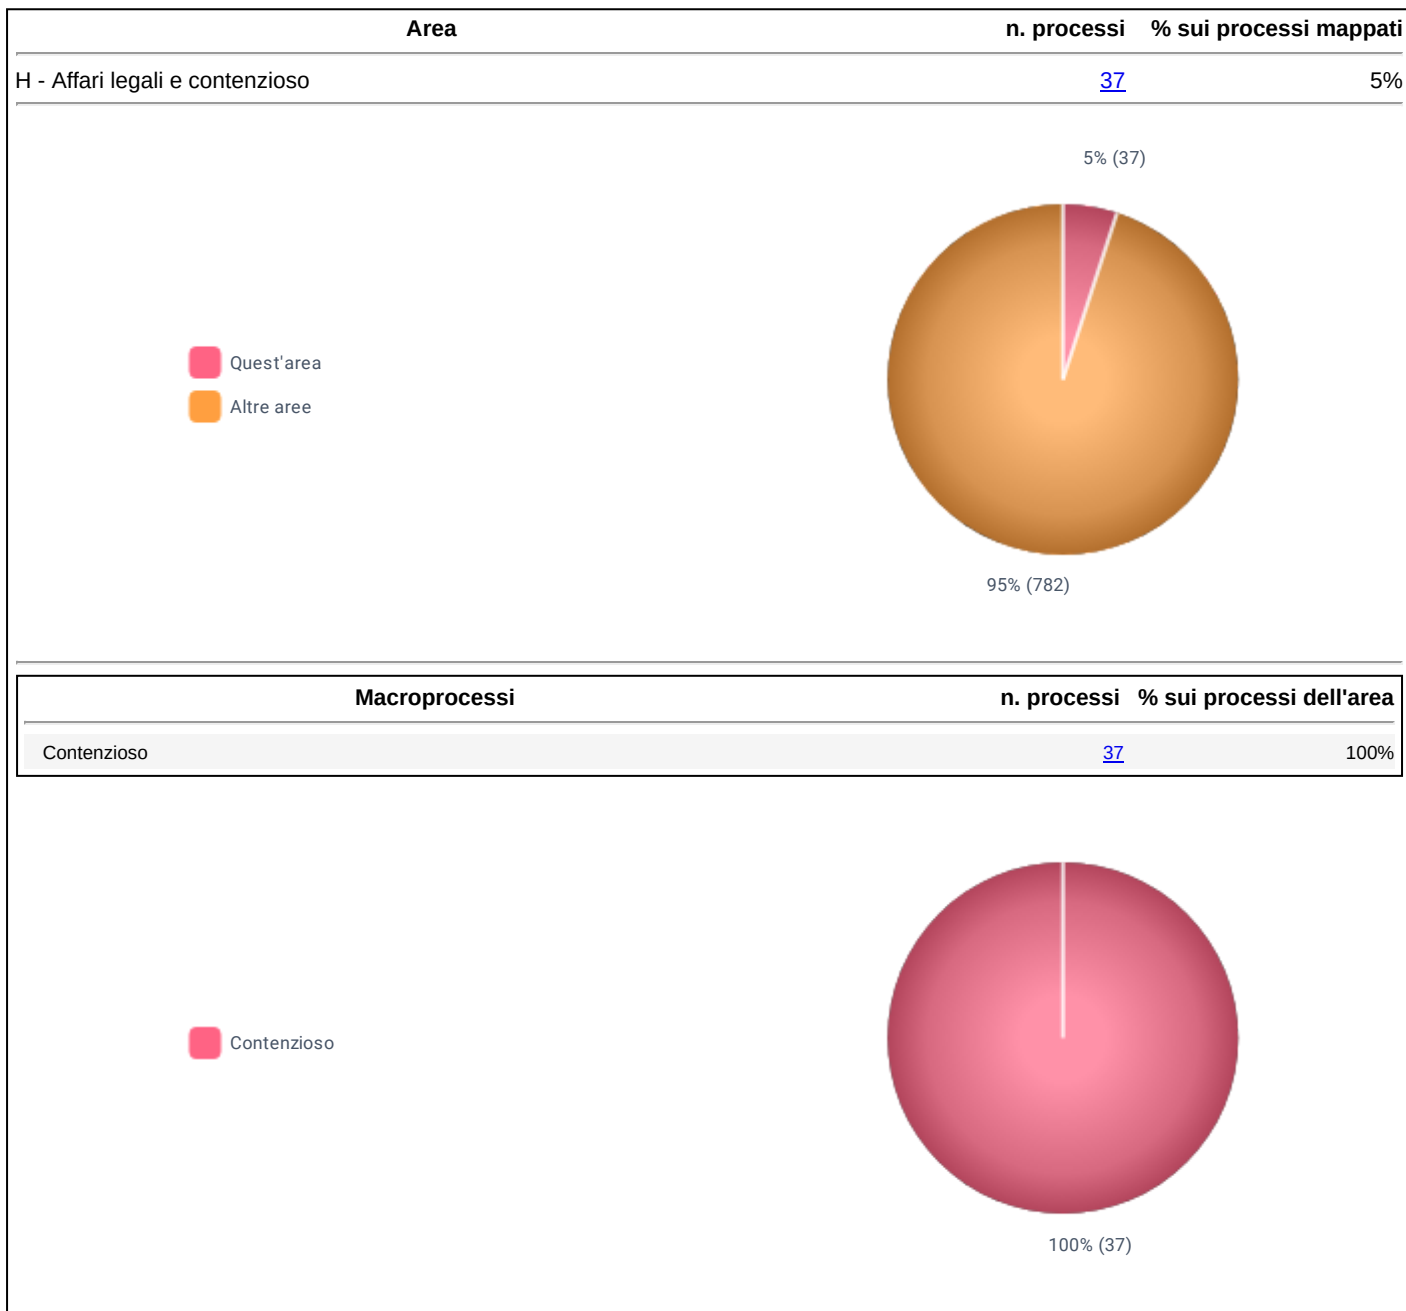 Area n. processi % sui processi mappati
H - Affari legali e contenzioso 37 5%
5% (37)
Quest'area
Altre aree
95% (782)
Macroprocessi n. processi % sui processi dell'area
Contenzioso 37 100%
Contenzioso
100% (37)